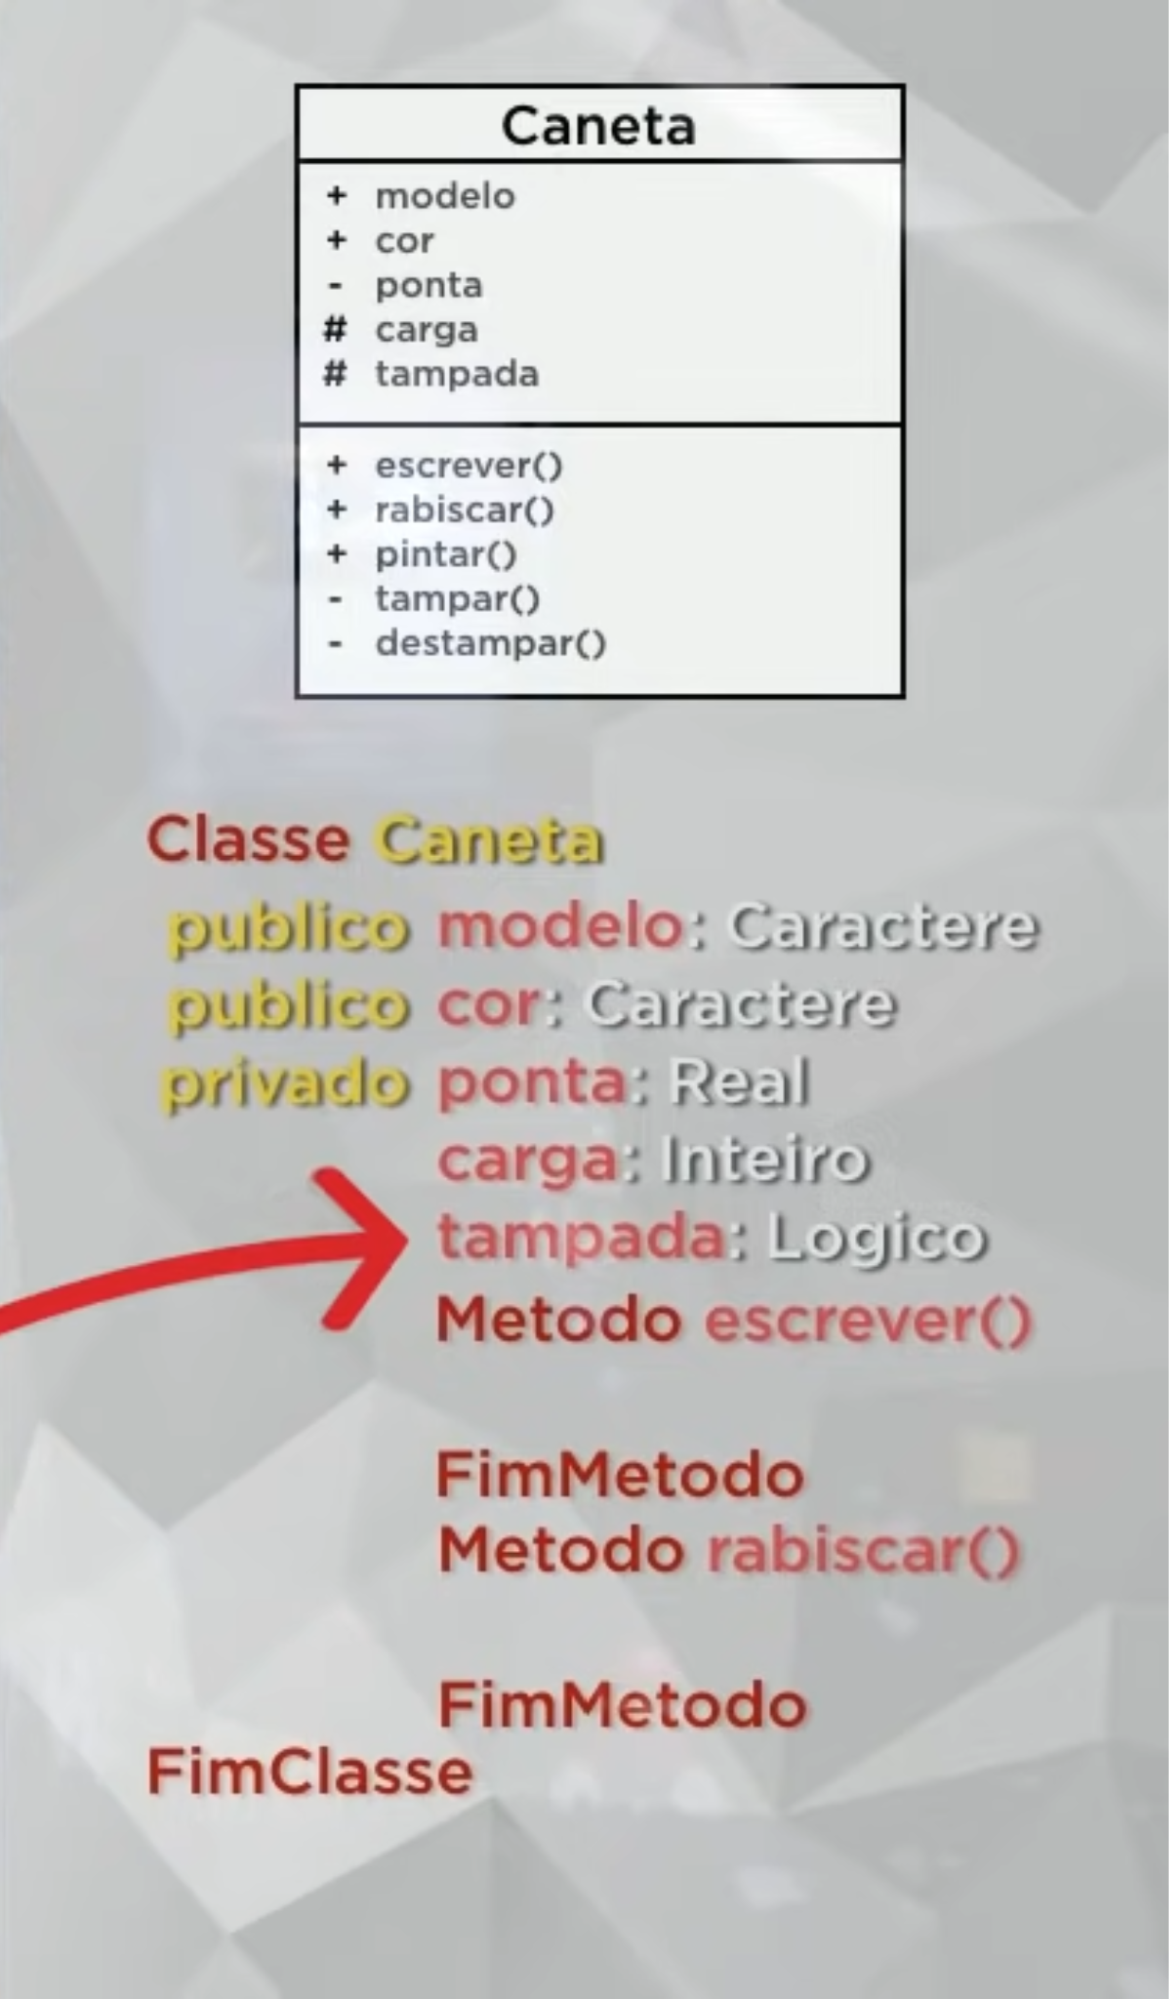 Caneta
+ modelo
+ cor
- ponta
# carga
# tampada
+ escrever()
+ rabiscar()
+ pintar()
- tampar()
- destampar()
Classe Caneta
publico modelo: Caractere
publico cor: Caractere
privado ponta: Real
carga: Inteiro
tampada: Logico
Metodo escrever()
FimMetodo
Metodo rabiscar()
FimMetodo
FimClasse